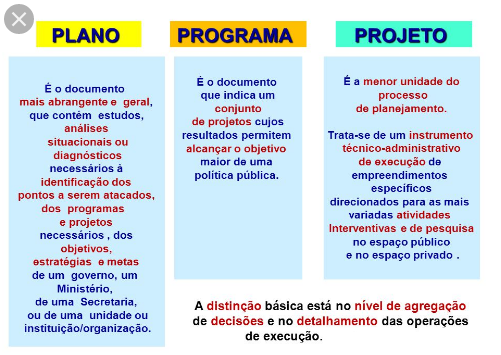 PLANO
É o documento
mais abrangente e geral,
que contém estudos,
análises
situacionais ou
diagnósticos
necessários à
identificação dos
pontos a serem atacados,
dos programas
e projetos
necessários , dos
objetivos,
estratégias e metas
de um governo, um
Ministério,
de uma Secretaria,
ou de uma unidade ou
instituição/organização.
PROGRAMA
É o documento
que indica um
conjunto
de projetos cujos
resultados permitem
alcançar o objetivo
maior de uma
política pública.
PROJETO
É a menor unidade do
processo
de planejamento.
Trata-se de um instrumento
técnico-administrativo
de execução de
empreendimentos
específicos
direcionados para as mais
variadas atividades
Interventivas e de pesquisa
no espaço público
e no espaço privado .
A distinção básica está no nível de agregação
de decisões e no detalhamento das operações
de execução.